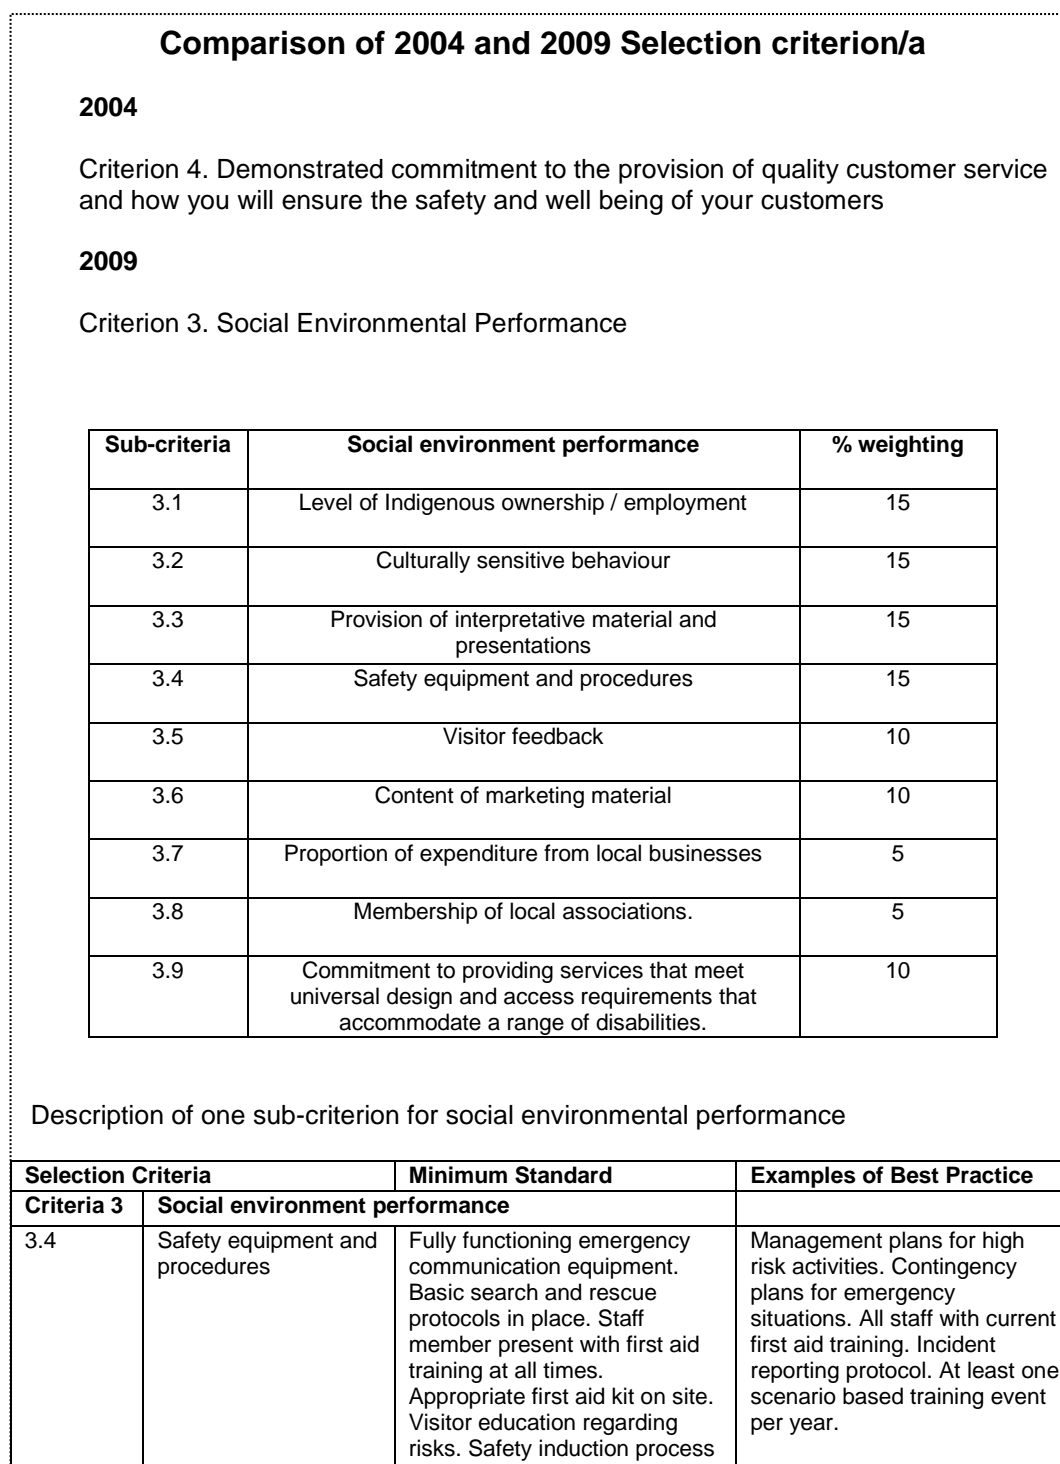 Comparison of 2004 and 2009 Selection criterion/a
2004
Criterion 4. Demonstrated commitment to the provision of quality customer service
and how you will ensure the safety and well being of your customers
2009
Criterion 3. Social Environmental Performance
Sub-criteria Social environment performance % weighting
3.1 Level of Indigenous ownership / employment 15
3.2 Culturally sensitive behaviour 15
3.3 Provision of interpretative material and 15
presentations
3.4 Safety equipment and procedures 15
3.5 Visitor feedback 10
3.6 Content of marketing material 10
3.7 Proportion of expenditure from local businesses 5
3.8 Membership of local associations. 5
3.9 Commitment to providing services that meet 10
universal design and access requirements that
accommodate a range of disabilities.
Description of one sub-criterion for social environmental performance
Selection Criteria Minimum Standard Examples of Best Practice
Criteria 3 Social environment performance
3.4 Safety equipment and Fully functioning emergency Management plans for high
procedures communication equipment. risk activities. Contingency
Basic search and rescue plans for emergency
protocols in place. Staff situations. All staff with current
member present with first aid first aid training. Incident
training at all times. reporting protocol. At least one
Appropriate first aid kit on site. scenario based training event
Visitor education regarding per year.
risks. Safety induction process